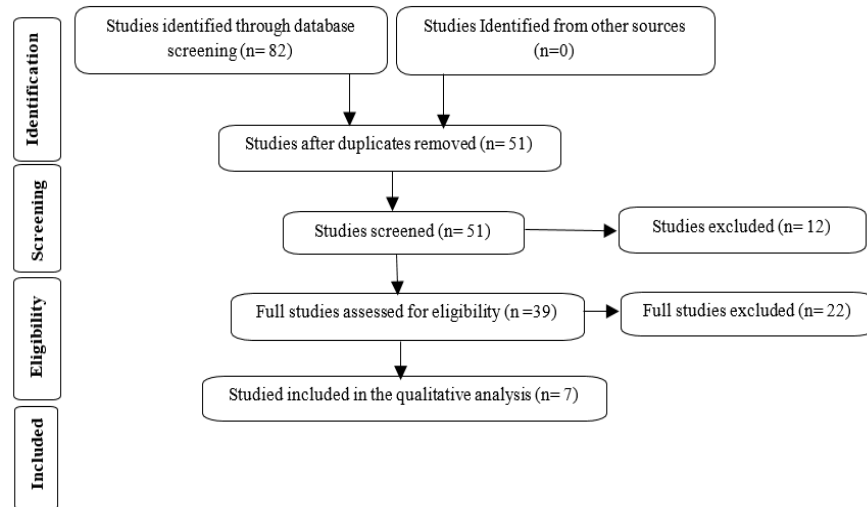 Studies identified through database
screening (n= 82)
Studies Identified from other sources
(n=0)
Identification
Studies after duplicates removed (n= 51)
Screening
Studies screened (n= 51)
Studies excluded (n= 12)
Eligibility
Full studies assessed for eligibility (n =39)
Full studies excluded (n= 22)
Studied included in the qualitative analysis (n= 7)
Included